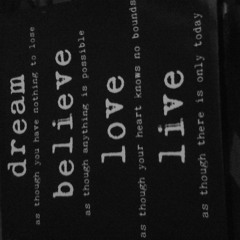 dream
as though you have nothing to lose
believe
as though anything is possible
love
as though your heart knows no bounds
live
as though there is only today